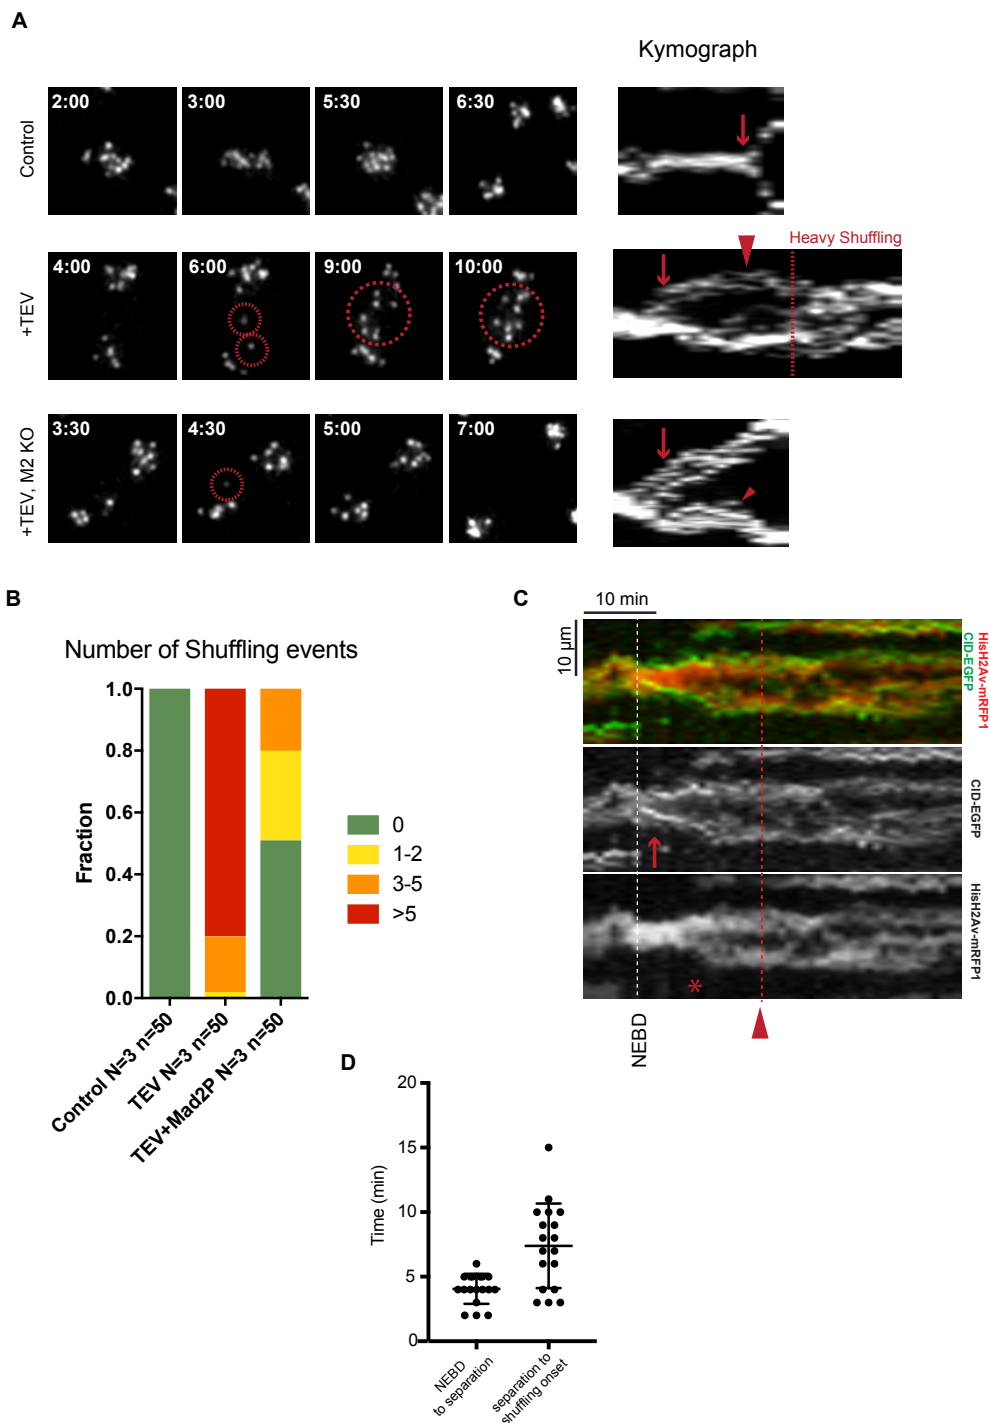 A
Kymograph
Control
2:00
3:00
5:30
6:30
+TEV
4:00
6:00
9:00
10:00
Heavy Shuffling
+TEV, M2 KO
3:30
4:30
5:00
7:00
B
Number of Shuffling events
Fraction
1.0
0.8
0.6
0.4
0.2
0.0
Control N=3 n=50
TEV N=3 n=50
TEV+Mad2P N=3 n=50
0
1-2
3-5
>5
C
10 min
10 µm
HisH2Av-mRFP1
CID-EGFP
CID-EGFP
HisH2Av-mRFP1
*
NEBD
D
Time (min)
20
15
10
5
0
NEBD
to separation
separation to
shuffling onset